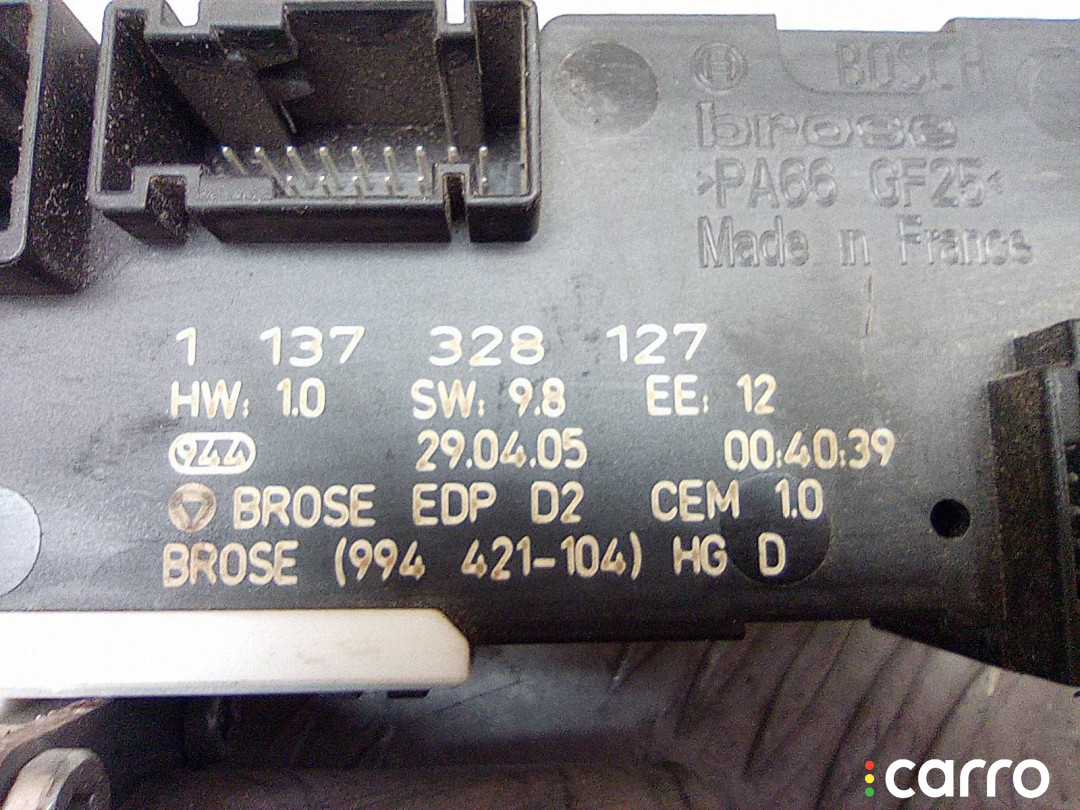 BOSCH
brose
>PA66 GF25<
Made in France
1 137 328 127
HW: 1.0 SW: 9.8 EE: 12
944 29.04.05 00:40:39
BROSE EDP D2 CEM 1.0
BROSE (994 421-104) HG D
carro